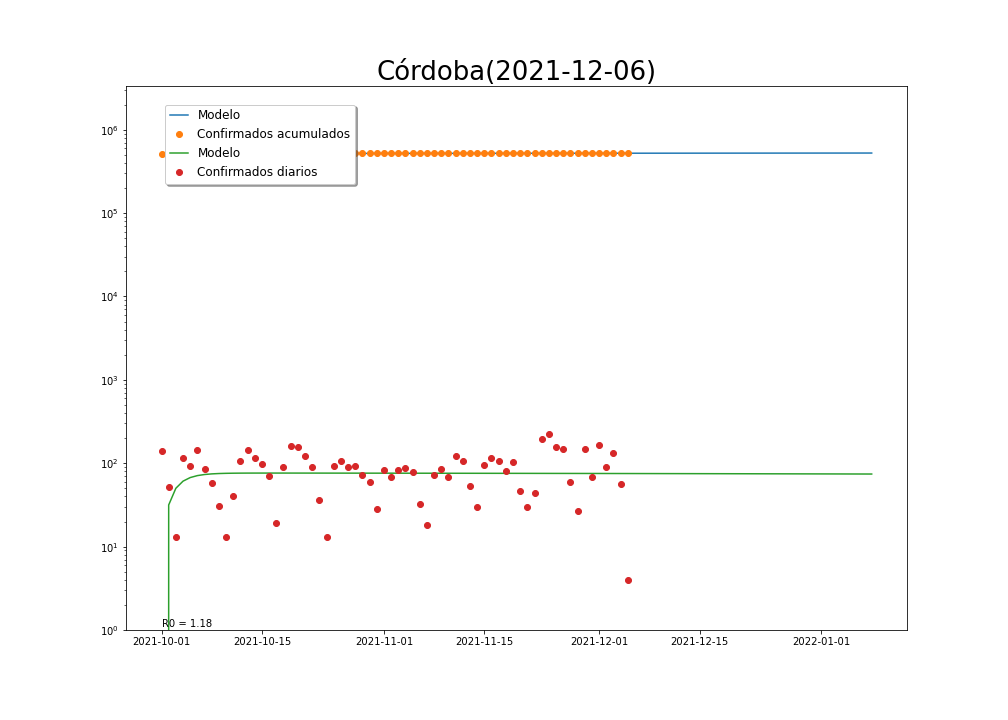 Córdoba(2021-12-06)
Modelo
Confirmados acumulados
Modelo
Confirmados diarios
10⁶
10⁵
10⁴
10³
10²
10¹
10⁰
R0 = 1.18
2021-10-01 2021-10-15 2021-11-01 2021-11-15 2021-12-01 2021-12-15 2022-01-01